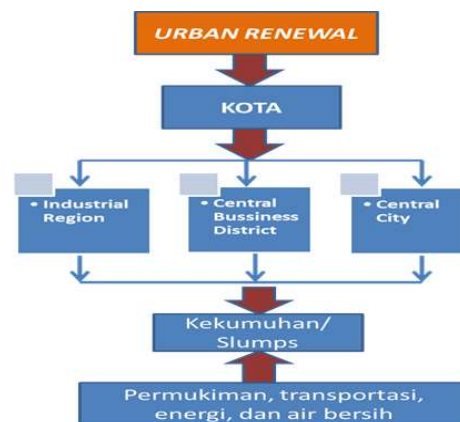 URBAN RENEWAL
KOTA
• Industrial
Region
• Central
Bussiness
District
• Central
City
Kekumuhan/
Slumps
Permukiman, transportasi,
energi, dan air bersih